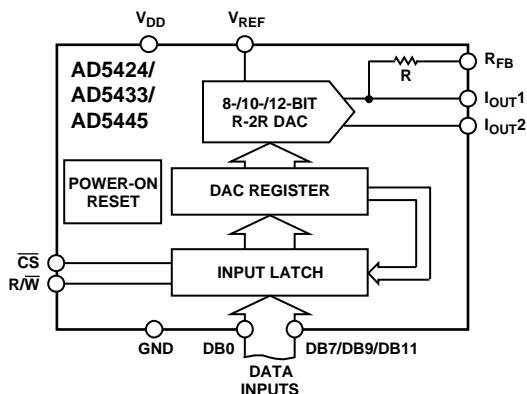 VDD
VREF
RFB
AD5424/
AD5433/
AD5445
R
8-/10-/12-BIT
R-2R DAC
IOUT1
IOUT2
POWER-ON
RESET
DAC REGISTER
CS
R/W
INPUT LATCH
GND
DB0
DB7/DB9/DB11
DATA
INPUTS